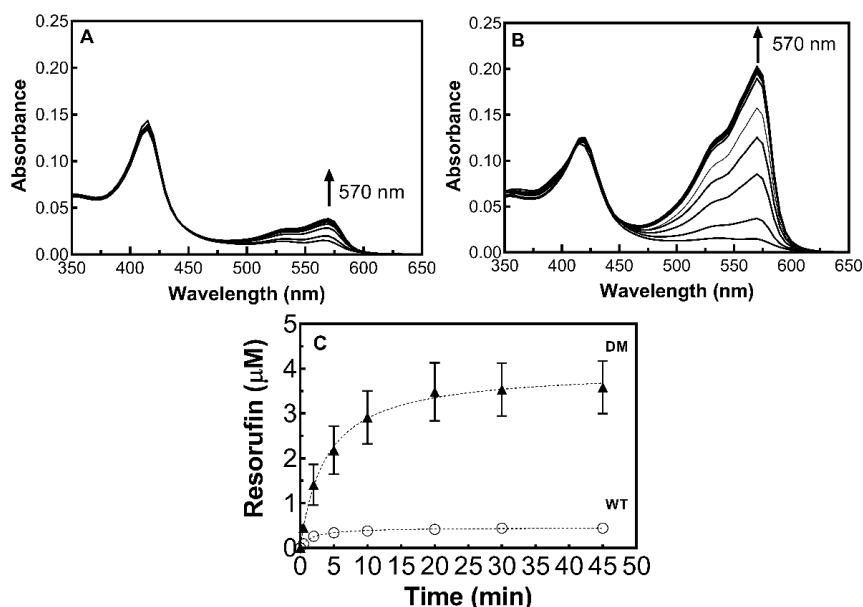 A
570 nm
Absorbance
0.25
0.20
0.15
0.10
0.05
0.00
350 400 450 500 550 600 650
Wavelength (nm)
B
570 nm
Absorbance
0.25
0.20
0.15
0.10
0.05
0.00
350 400 450 500 550 600 650
Wavelength (nm)
C
DM
WT
Resorufin (μM)
5
4
3
2
1
0
0 5 10 15 20 25 30 35 40 45 50
Time (min)